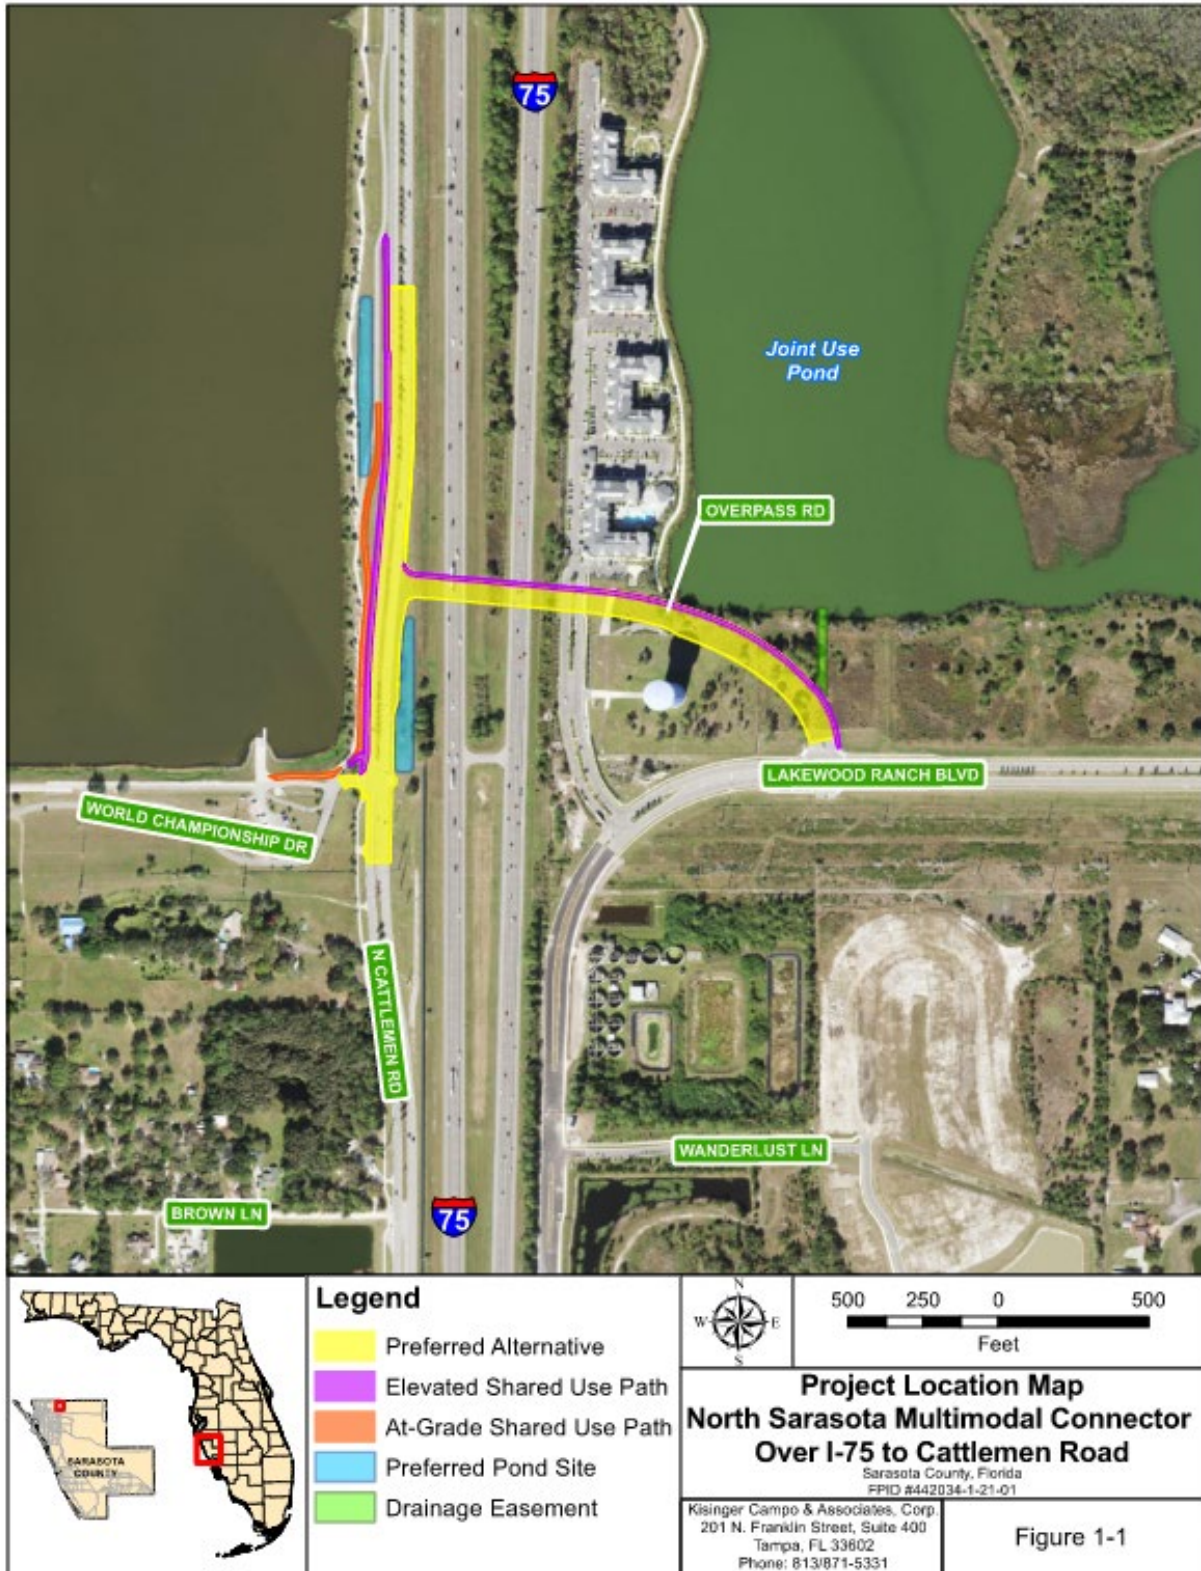 75
Joint Use
Pond
OVERPASS RD
LAKEWOOD RANCH BLVD
WORLD CHAMPIONSHIP DR
N CATTLEMEN RD
WANDERLUST LN
BROWN LN
75
SARASOTA
COUNTY
Legend
Preferred Alternative
Elevated Shared Use Path
At-Grade Shared Use Path
Preferred Pond Site
Drainage Easement
N
W
E
S
500 250 0 500
Feet
Project Location Map
North Sarasota Multimodal Connector
Over I-75 to Cattlemen Road
Sarasota County, Florida
FPID #442034-1-21-01
Kisinger Campo & Associates, Corp.
201 N. Franklin Street, Suite 400
Tampa, FL 33602
Phone: 813/871-5331
Figure 1-1